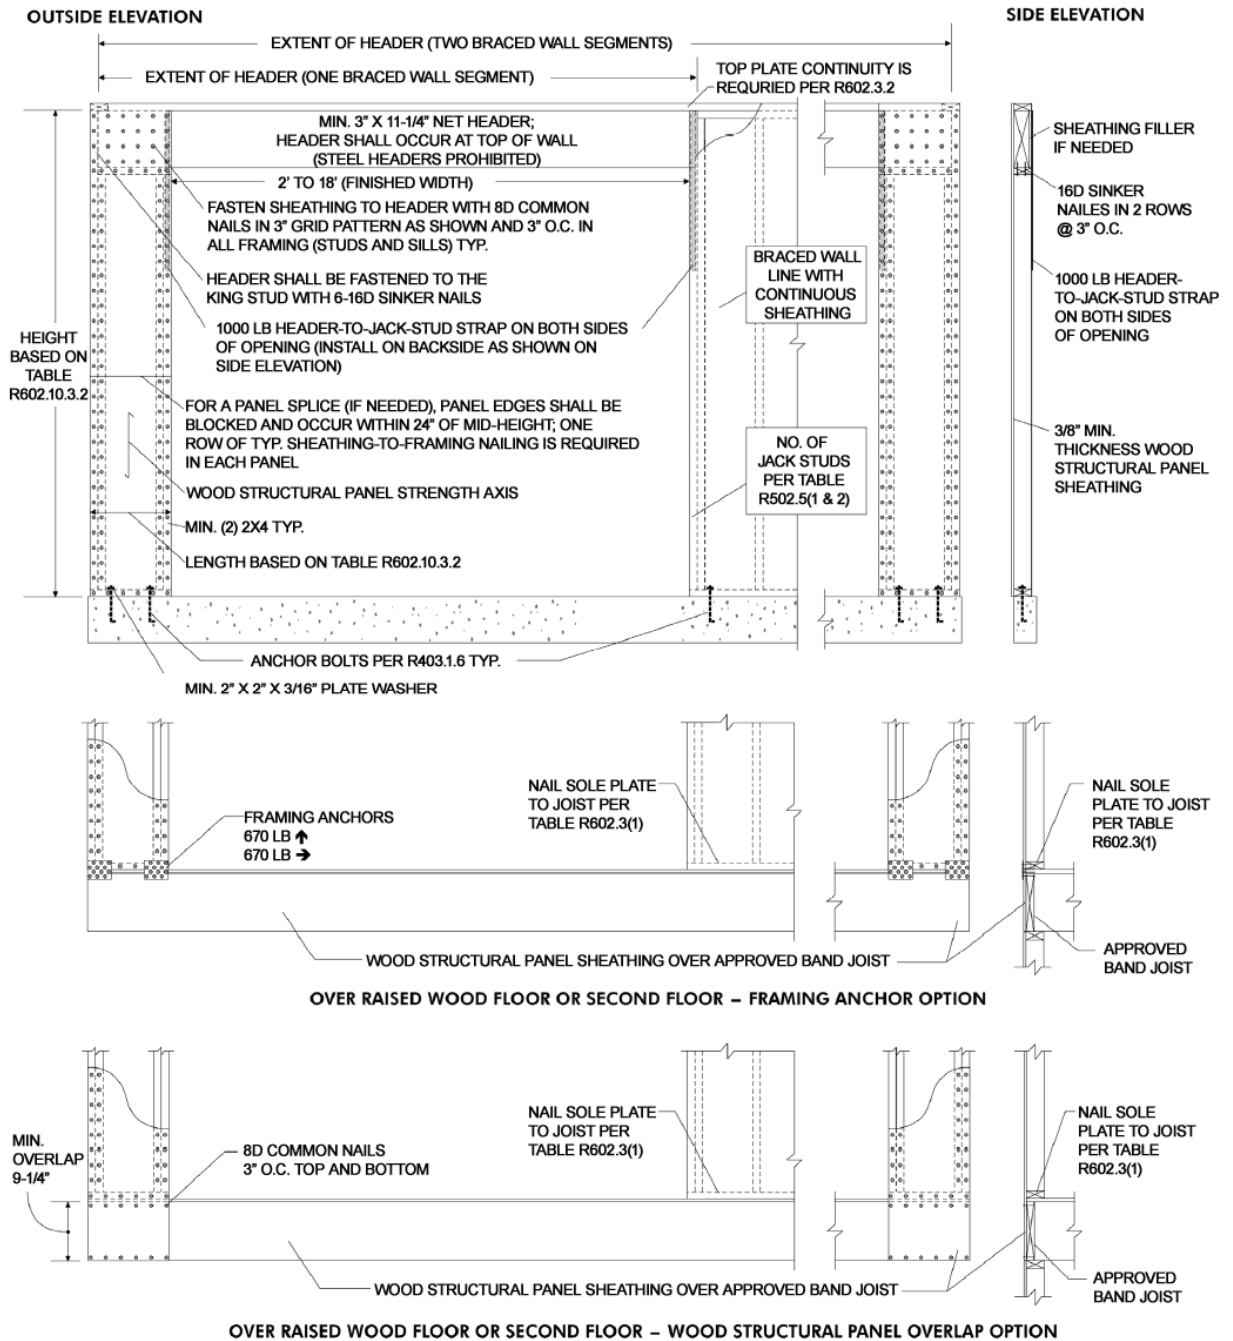 OUTSIDE ELEVATION
SIDE ELEVATION
EXTENT OF HEADER (TWO BRACED WALL SEGMENTS)
EXTENT OF HEADER (ONE BRACED WALL SEGMENT)
TOP PLATE CONTINUITY IS
REQURIED PER R602.3.2
MIN. 3" X 11-1/4" NET HEADER;
HEADER SHALL OCCUR AT TOP OF WALL
(STEEL HEADERS PROHIBITED)
2' TO 18' (FINISHED WIDTH)
FASTEN SHEATHING TO HEADER WITH 8D COMMON
NAILS IN 3" GRID PATTERN AS SHOWN AND 3" O.C. IN
ALL FRAMING (STUDS AND SILLS) TYP.
HEADER SHALL BE FASTENED TO THE
KING STUD WITH 6-16D SINKER NAILS
1000 LB HEADER-TO-JACK-STUD STRAP ON BOTH SIDES
OF OPENING (INSTALL ON BACKSIDE AS SHOWN ON
SIDE ELEVATION)
HEIGHT
BASED ON
TABLE
R602.10.3.2
FOR A PANEL SPLICE (IF NEEDED), PANEL EDGES SHALL BE
BLOCKED AND OCCUR WITHIN 24" OF MID-HEIGHT; ONE
ROW OF TYP. SHEATHING-TO-FRAMING NAILING IS REQUIRED
IN EACH PANEL
WOOD STRUCTURAL PANEL STRENGTH AXIS
MIN. (2) 2X4 TYP.
LENGTH BASED ON TABLE R602.10.3.2
BRACED WALL
LINE WITH
CONTINUOUS
SHEATHING
NO. OF
JACK STUDS
PER TABLE
R502.5(1 & 2)
SHEATHING FILLER
IF NEEDED
16D SINKER
NAILES IN 2 ROWS
@ 3" O.C.
1000 LB HEADER-
TO-JACK-STUD STRAP
ON BOTH SIDES
OF OPENING
3/8" MIN.
THICKNESS WOOD
STRUCTURAL PANEL
SHEATHING
ANCHOR BOLTS PER R403.1.6 TYP.
MIN. 2" X 2" X 3/16" PLATE WASHER
FRAMING ANCHORS
670 LB ↑
670 LB →
NAIL SOLE PLATE
TO JOIST PER
TABLE R602.3(1)
NAIL SOLE
PLATE TO JOIST
PER TABLE
R602.3(1)
WOOD STRUCTURAL PANEL SHEATHING OVER APPROVED BAND JOIST
APPROVED
BAND JOIST
OVER RAISED WOOD FLOOR OR SECOND FLOOR – FRAMING ANCHOR OPTION
MIN.
OVERLAP
9-1/4"
8D COMMON NAILS
3" O.C. TOP AND BOTTOM
NAIL SOLE PLATE
TO JOIST PER
TABLE R602.3(1)
NAIL SOLE
PLATE TO JOIST
PER TABLE
R602.3(1)
WOOD STRUCTURAL PANEL SHEATHING OVER APPROVED BAND JOIST
APPROVED
BAND JOIST
OVER RAISED WOOD FLOOR OR SECOND FLOOR – WOOD STRUCTURAL PANEL OVERLAP OPTION